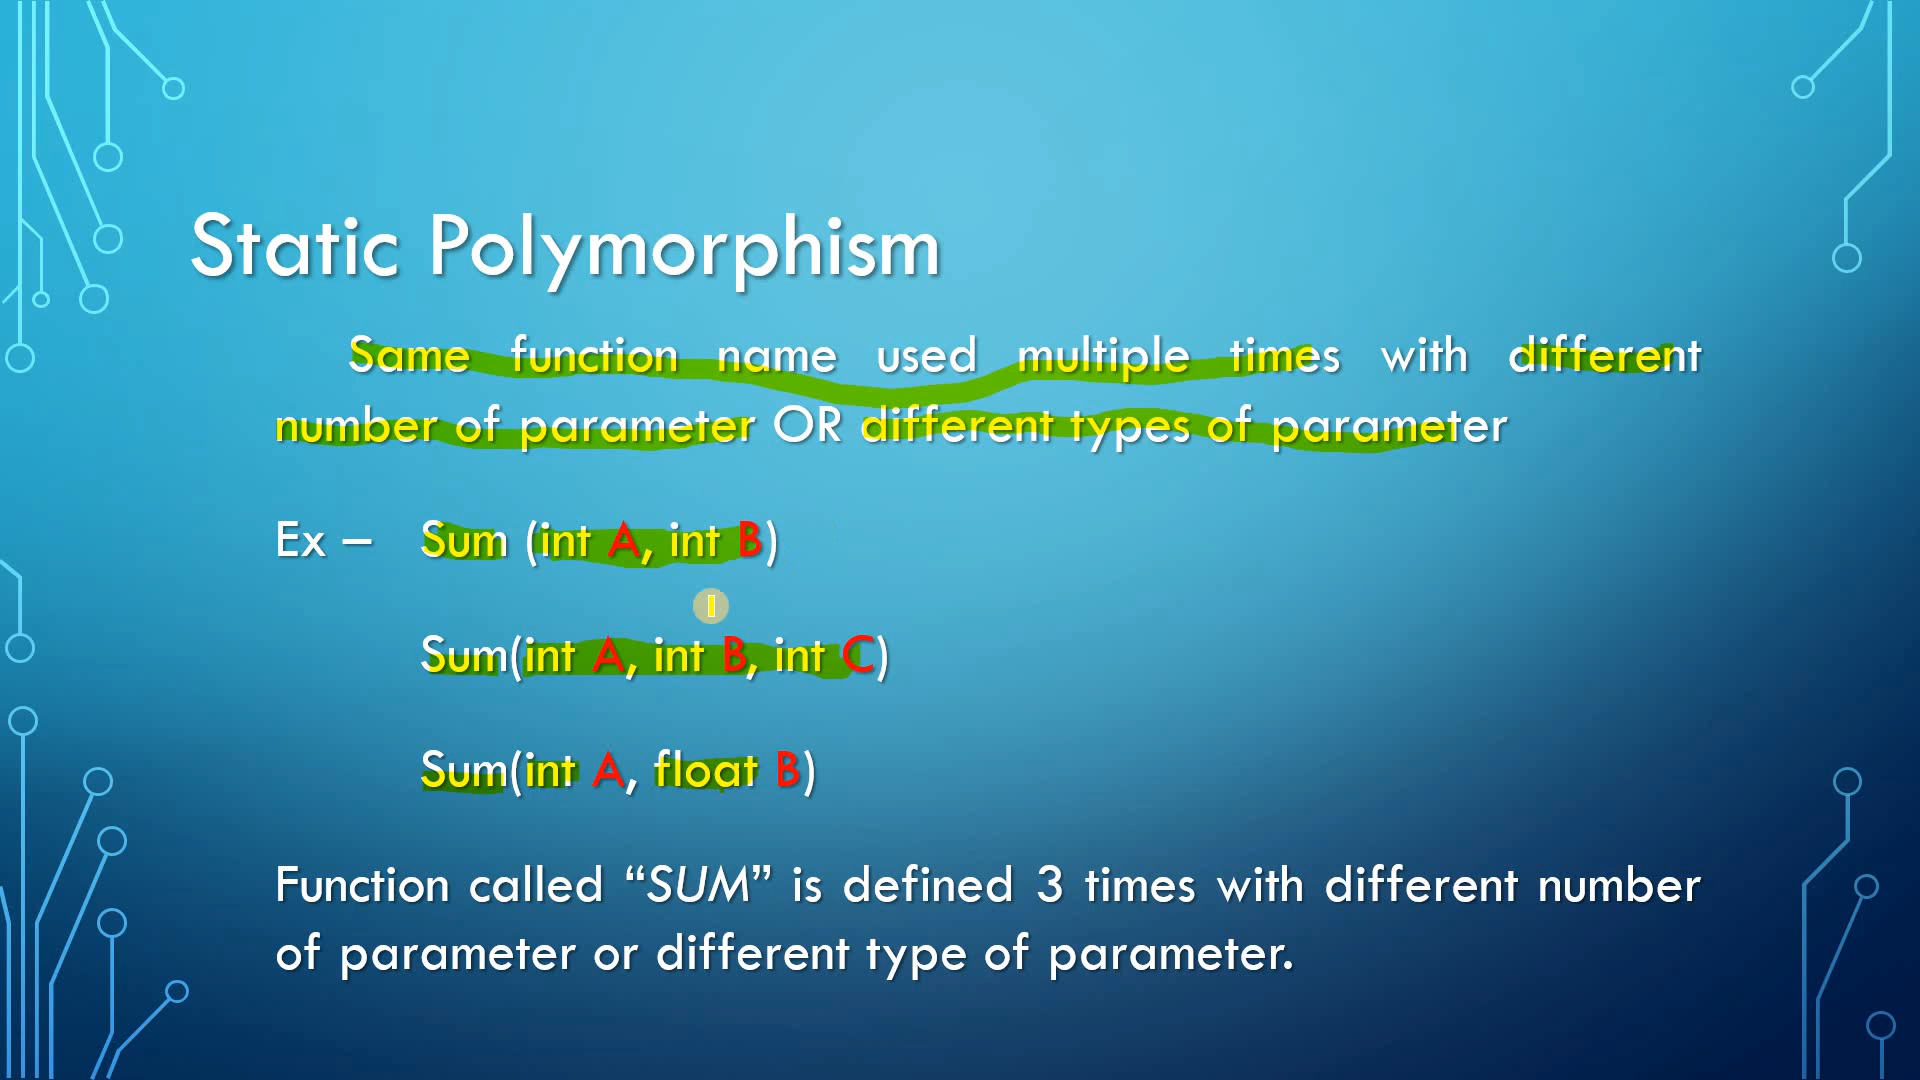 Static Polymorphism
Same function name used multiple times with different
number of parameter OR different types of parameter
Ex – Sum (int A, int B)
Sum(int A, int B, int C)
Sum(int A, float B)
Function called “SUM” is defined 3 times with different number
of parameter or different type of parameter.